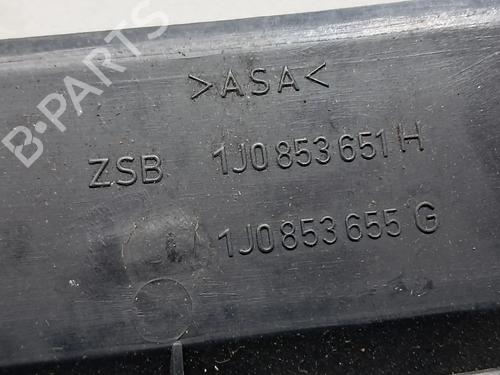 B-PARTS
>ASA<
ZSB 1J0 853 651 H
1J0 853 655 G